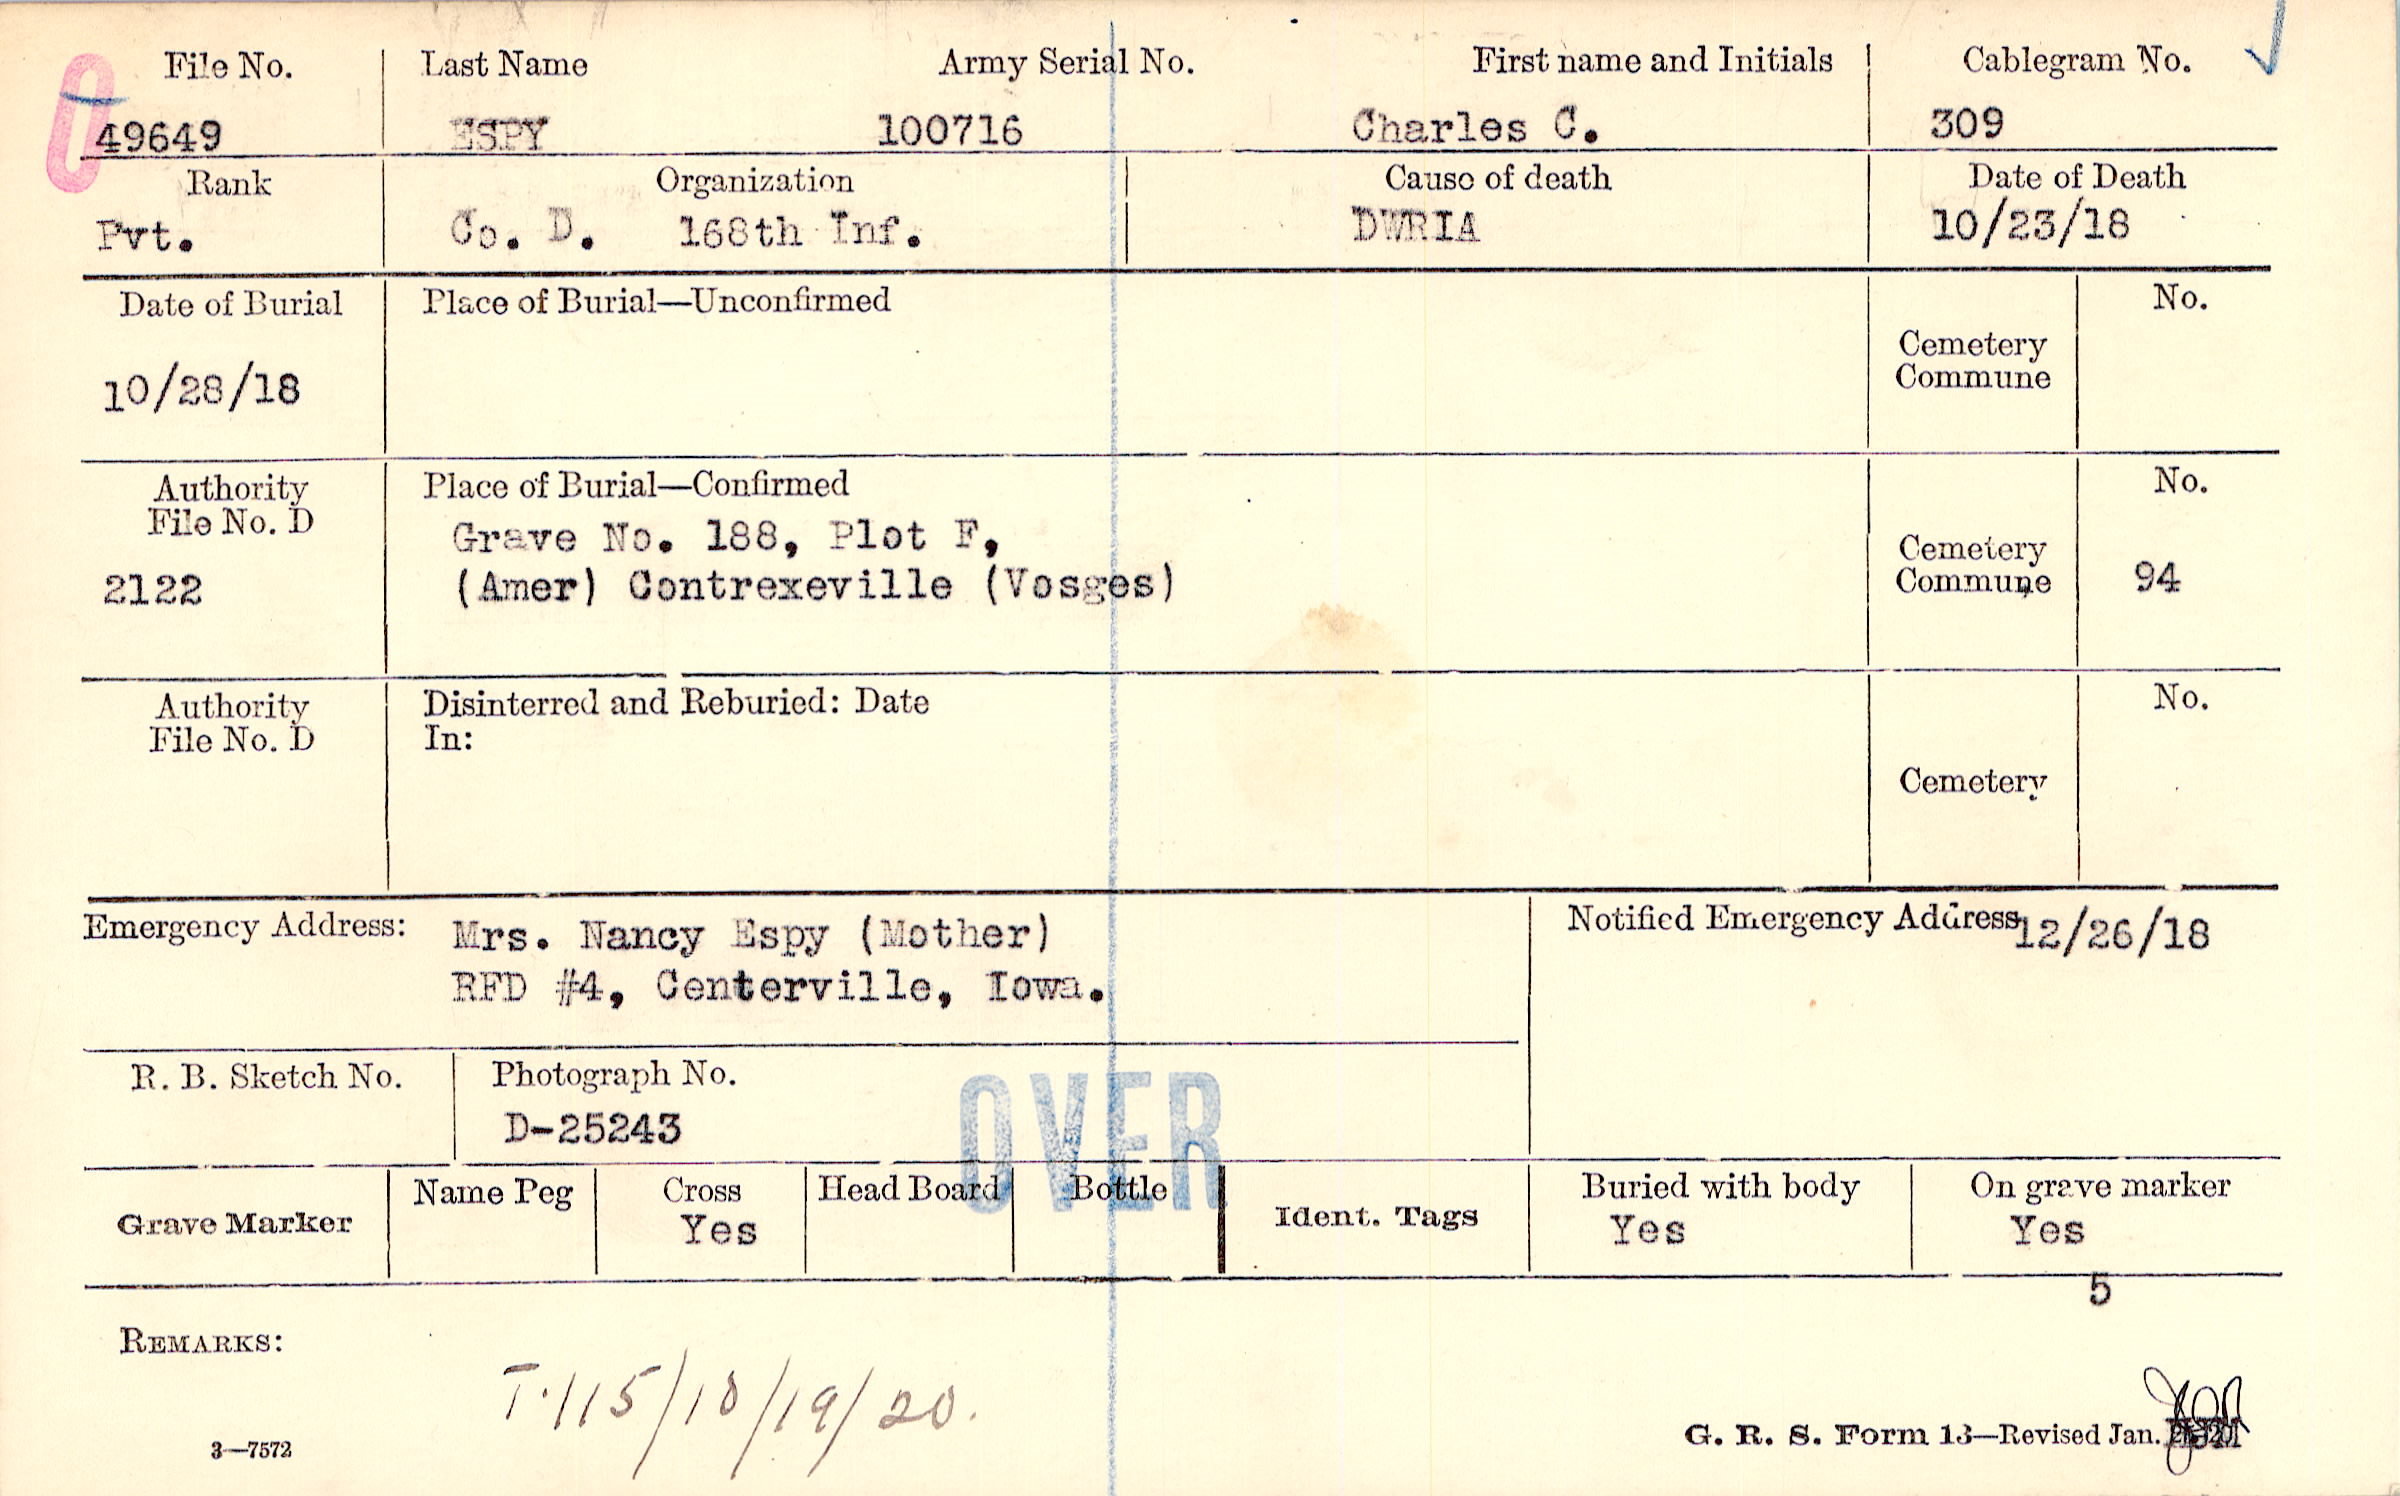 File No. Last Name Army Serial No. First name and Initials Cablegram No.
49649 ESPY 100716 Charles C. 309
Rank Organization Cause of death Date of Death
Pvt. Co. D. 168th Inf. DWRIA 10/23/18
Date of Burial Place of Burial—Unconfirmed No.
Cemetery
Commune
10/28/18
Authority Place of Burial—Confirmed No.
File No. D
Grave No. 188, Plot F,
Cemetery
2122 (Amer) Contrexeville (Vosges) Commune 94
Authority Disinterred and Reburied: Date No.
File No. D In:
Cemetery
Emergency Address: Mrs. Nancy Espy (Mother) Notified Emergency Address 12/26/18
RFD #4, Centerville, Iowa.
R. B. Sketch No. Photograph No.
D-25243
OVER
Name Peg Cross Head Board Bottle Buried with body On grave marker
Grave Marker Yes Ident. Tags Yes Yes
5
REMARKS:
T.115/10/19/20.
3—7572 G. R. S. Form 13—Revised Jan.